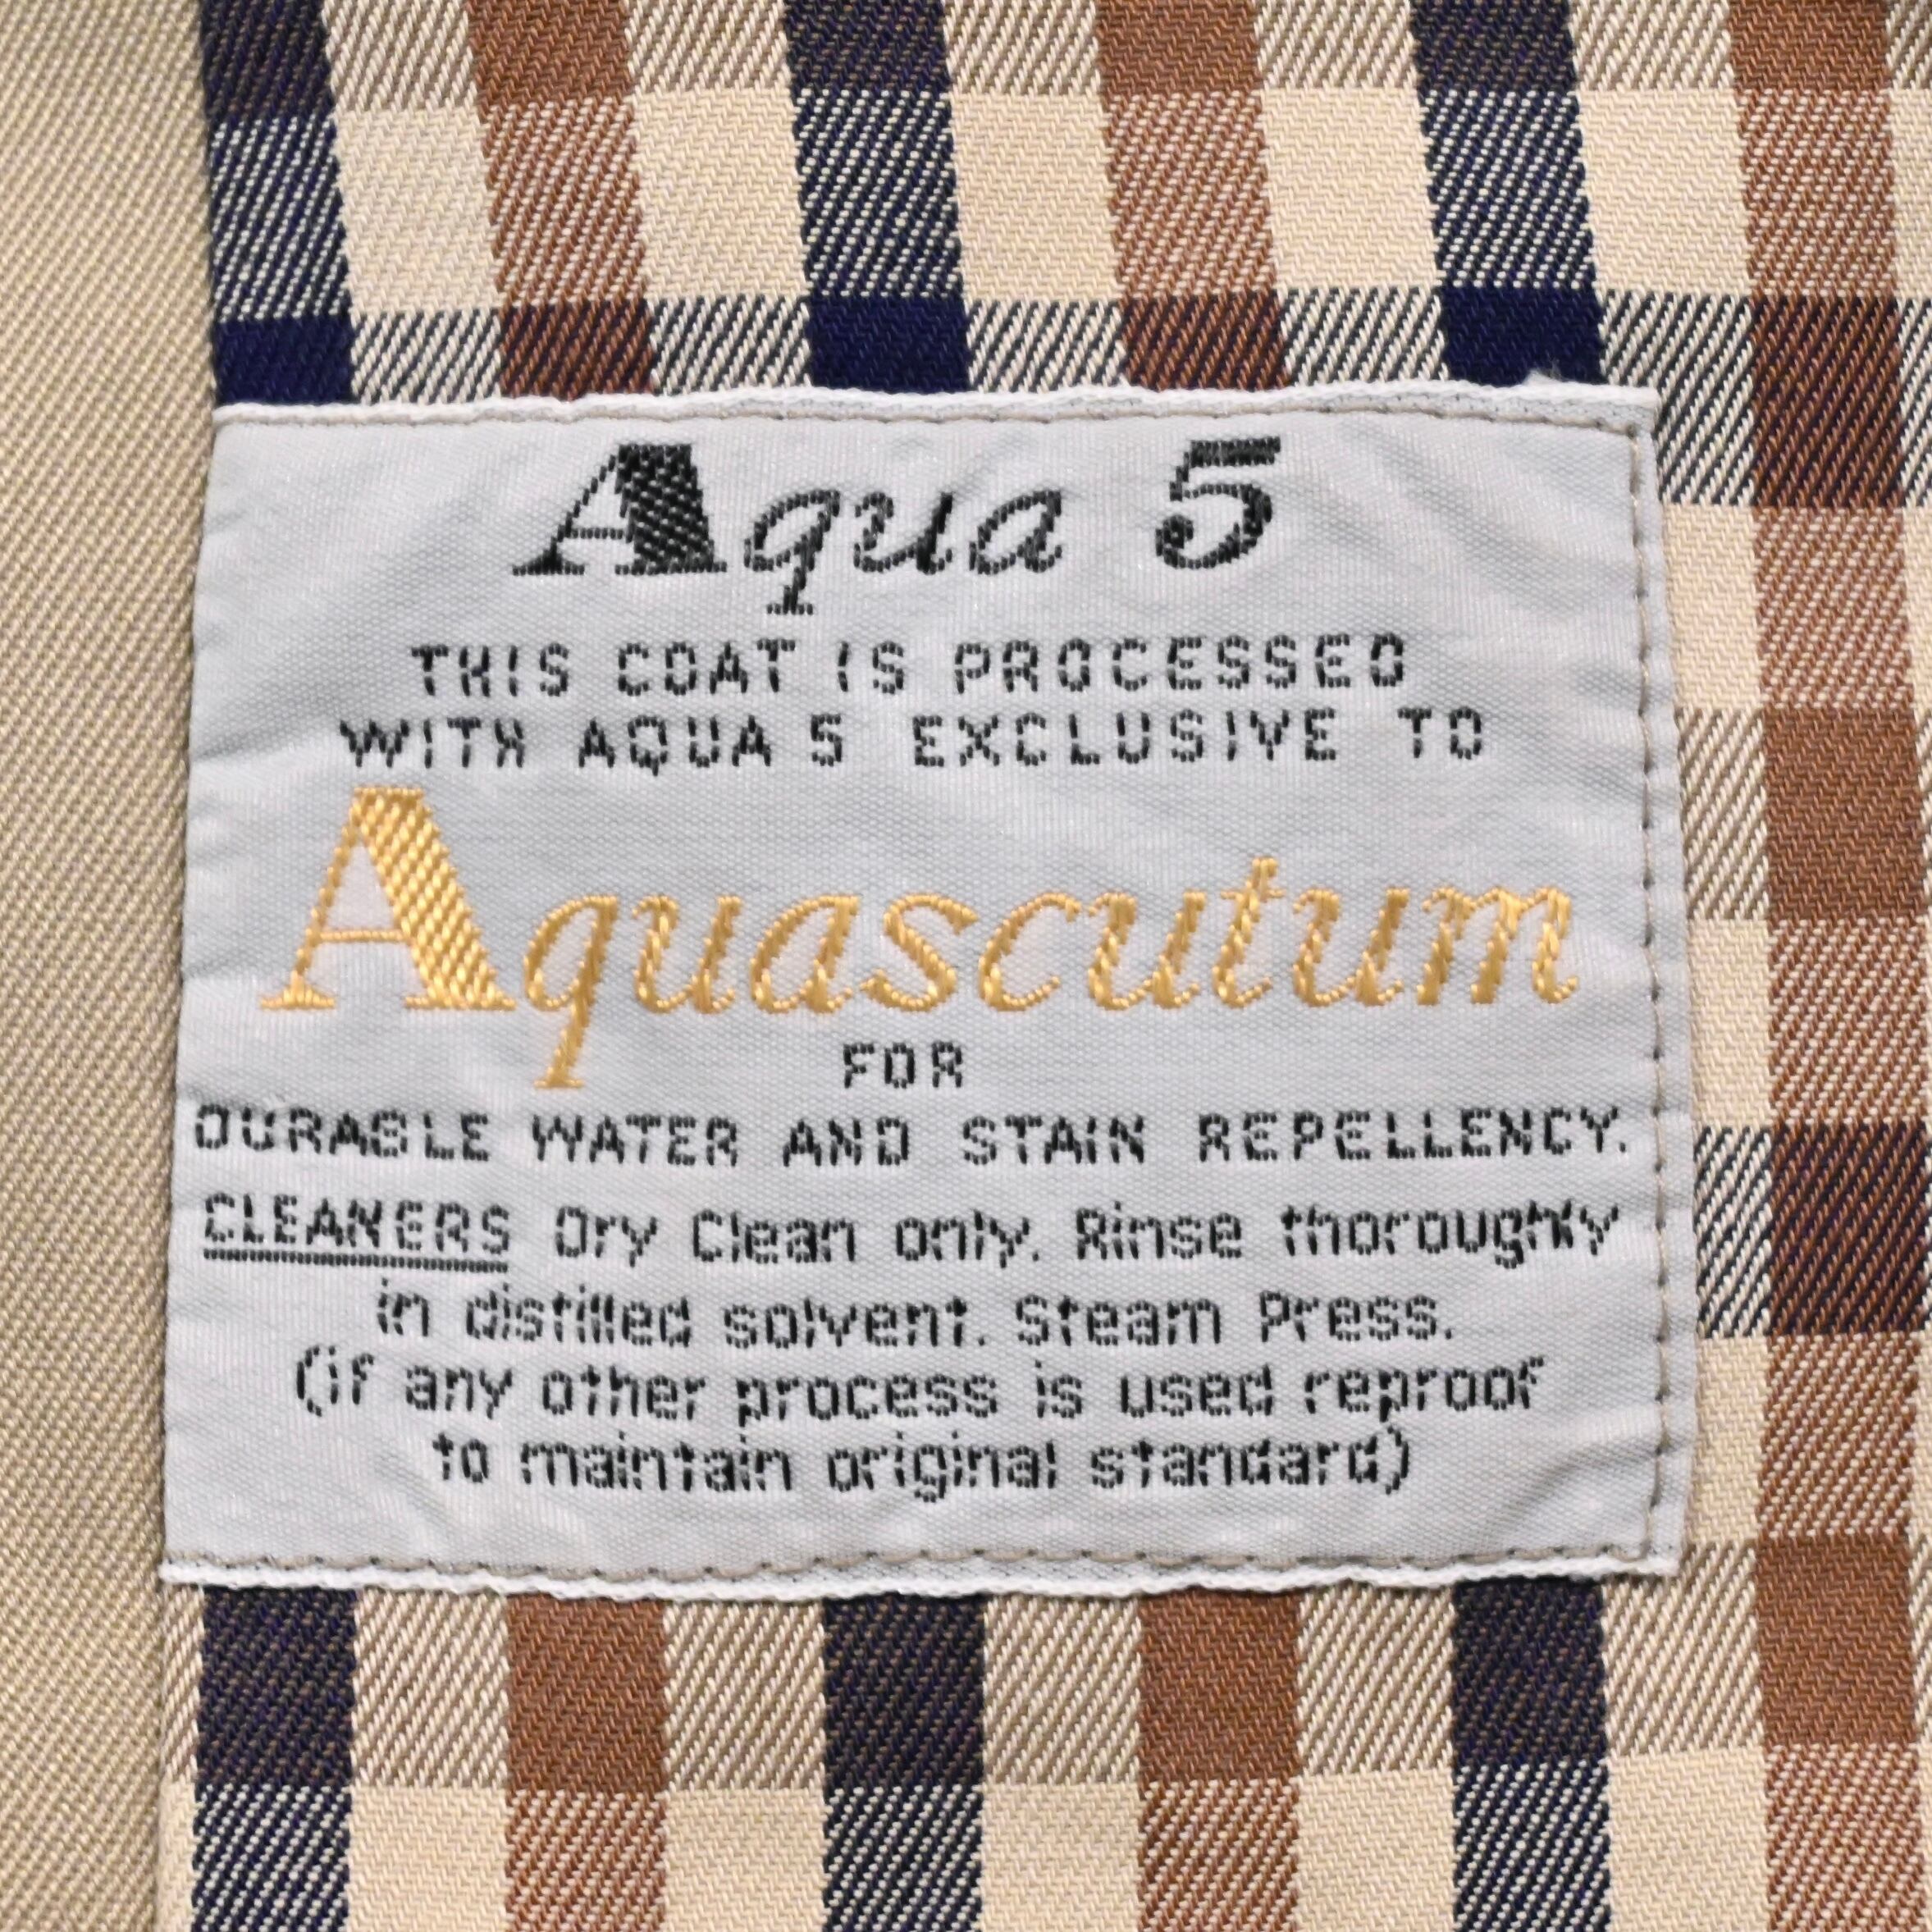 Aqua 5
THIS COAT IS PROCESSED
WITH AQUA 5 EXCLUSIVE TO
Aquascutum
FOR
DURABLE WATER AND STAIN REPELLENCY.
CLEANERS Dry Clean only. Rinse thoroughly
in distilled solvent. Steam Press.
(if any other process is used reproof
to maintain original standard)